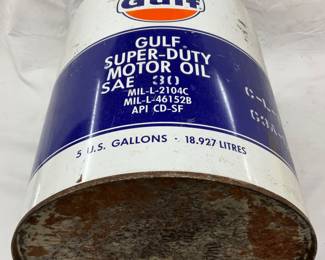 Gulf
GULF
SUPER-DUTY
MOTOR OIL
SAE 30
MIL-L-2104C
MIL-L-46152B
API CD-SF
5 U.S. GALLONS - 18.927 LITRES